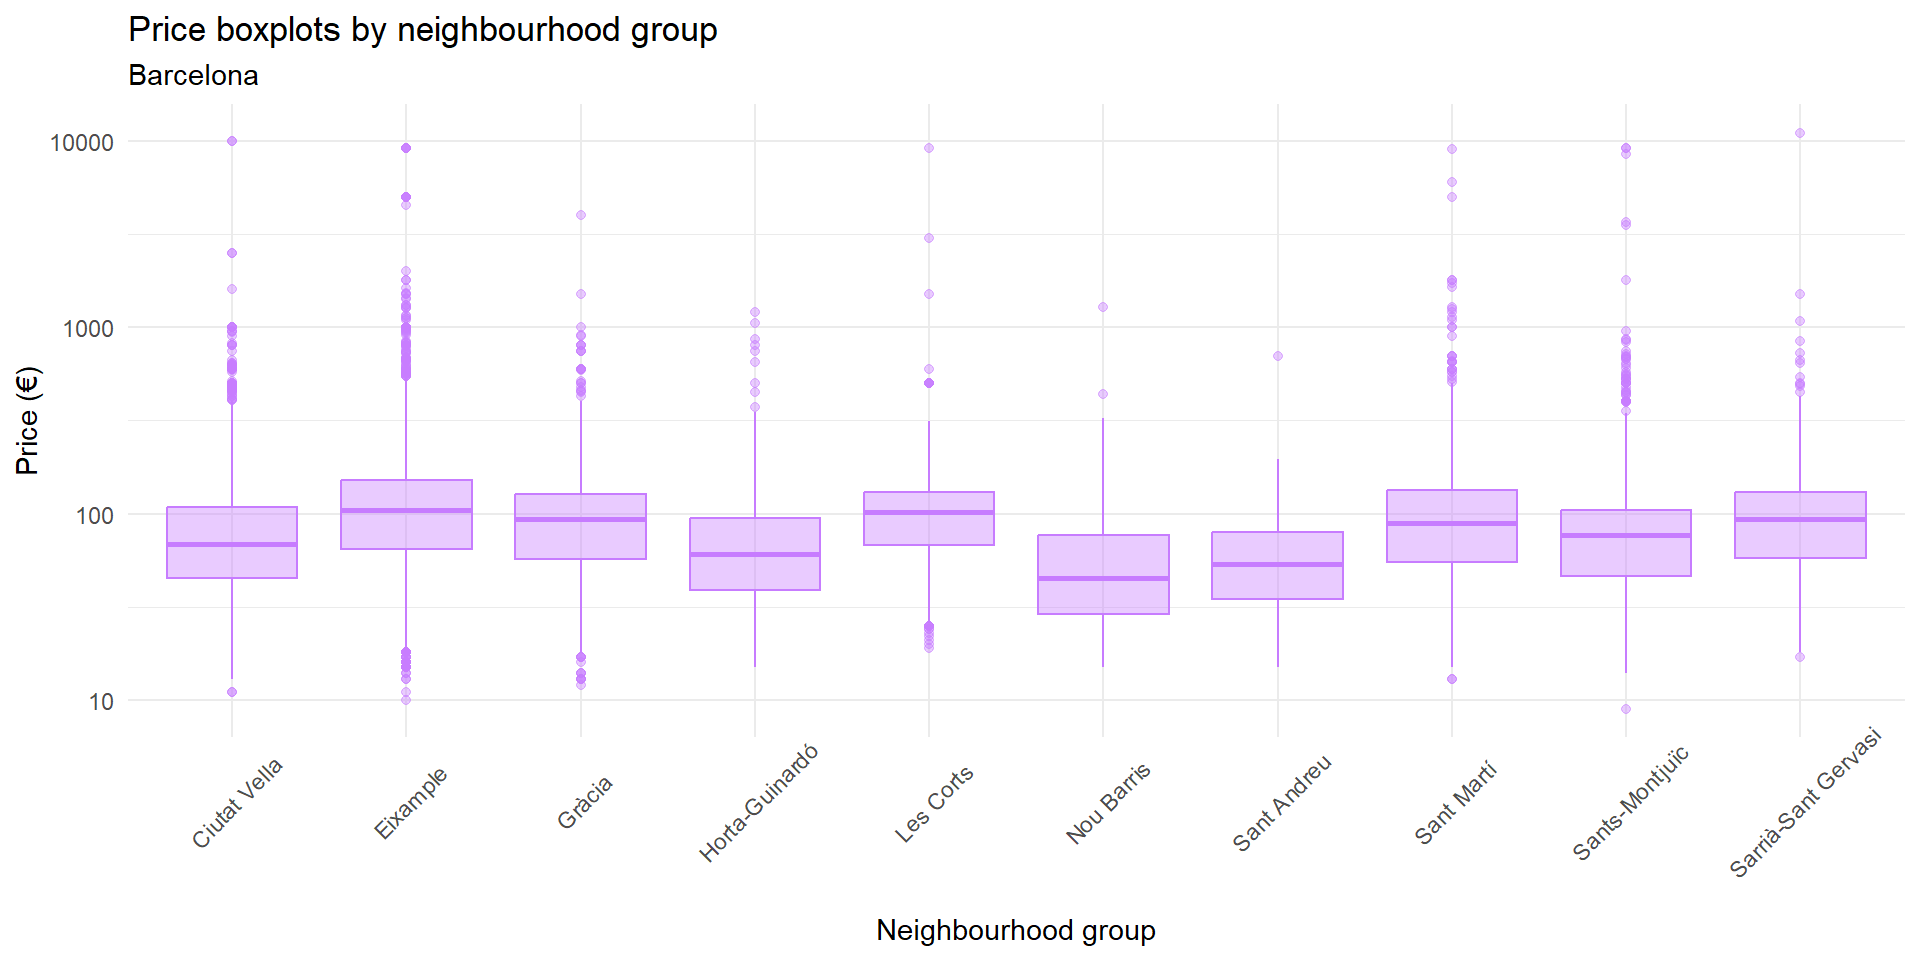 Price boxplots by neighbourhood group
Barcelona
Price (€)
10000
1000
100
10
Ciutat Vella
Eixample
Gràcia
Horta-Guinardó
Les Corts
Nou Barris
Sant Andreu
Sant Martí
Sants-Montjuïc
Sarrià-Sant Gervasi
Neighbourhood group